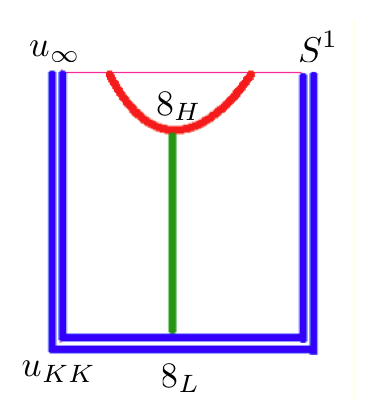 u_∞ S^1
8_H
u_{KK} 8_L